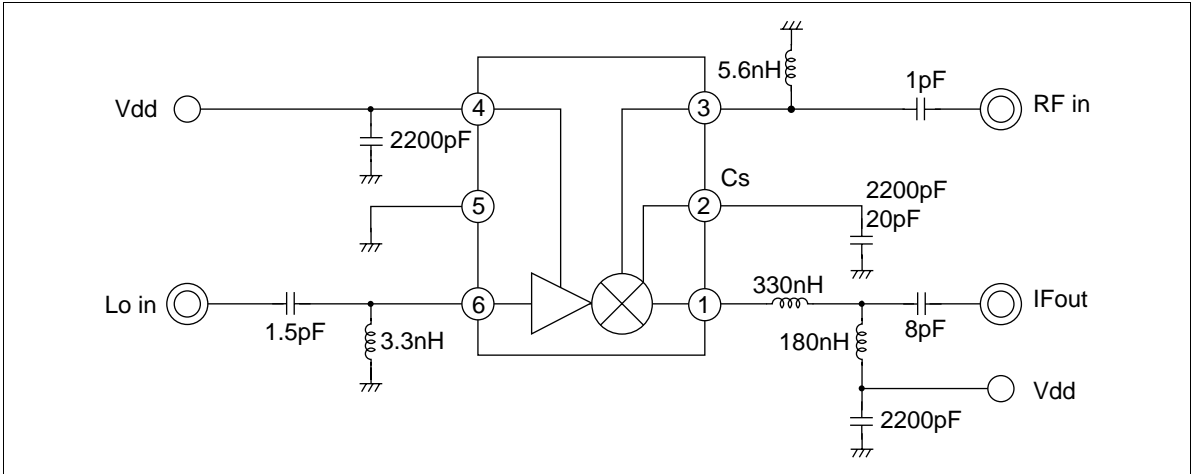 5.6nH
1pF
Vdd
4
3
RF in
2200pF
Cs
2200pF
5
2
20pF
330nH
Lo in
6
1
IFout
1.5pF
3.3nH
180nH
8pF
Vdd
2200pF